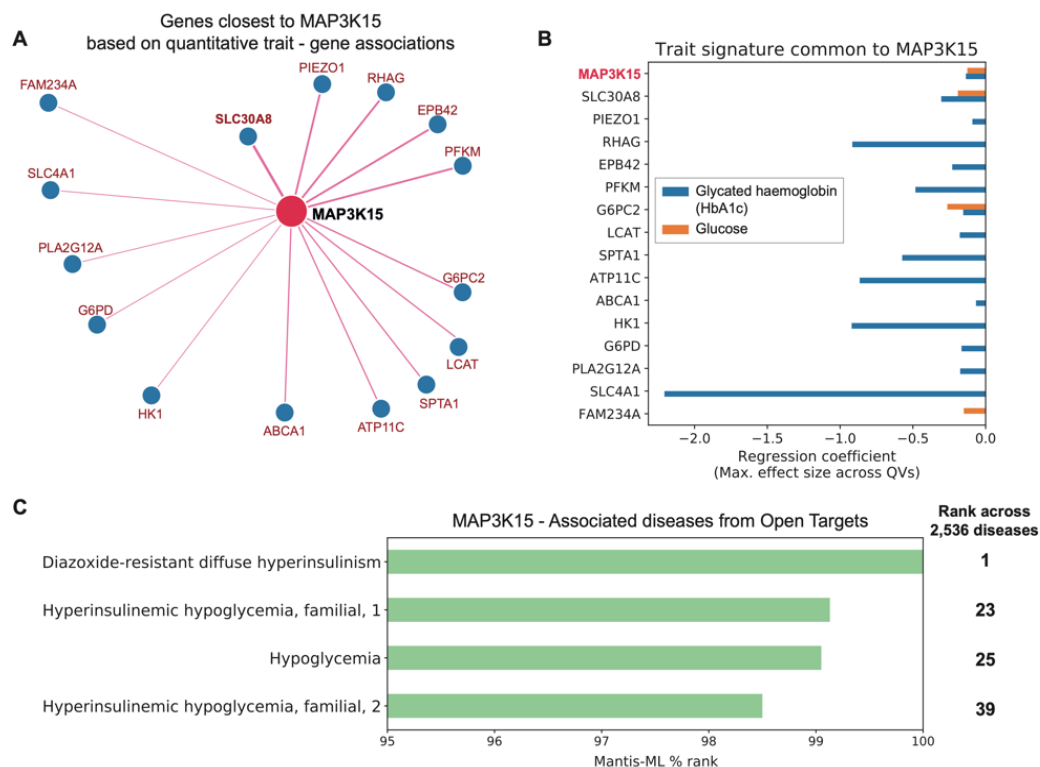 A
Genes closest to MAP3K15
based on quantitative trait - gene associations
PIEZO1
RHAG
FAM234A
EPB42
SLC30A8
PFKM
SLC4A1
MAP3K15
PLA2G12A
G6PC2
G6PD
LCAT
SPTA1
HK1
ABCA1
ATP11C
B
Trait signature common to MAP3K15
MAP3K15
SLC30A8
PIEZO1
RHAG
EPB42
PFKM
G6PC2
LCAT
SPTA1
ATP11C
ABCA1
HK1
G6PD
PLA2G12A
SLC4A1
FAM234A
Glycated haemoglobin
(HbA1c)
Glucose
−2.0 −1.5 −1.0 −0.5 0.0
Regression coefficient
(Max. effect size across QVs)
C
MAP3K15 - Associated diseases from Open Targets
Rank across
2,536 diseases
Diazoxide-resistant diffuse hyperinsulinism 1
Hyperinsulinemic hypoglycemia, familial, 1 23
Hypoglycemia 25
Hyperinsulinemic hypoglycemia, familial, 2 39
95 96 97 98 99 100
Mantis-ML % rank